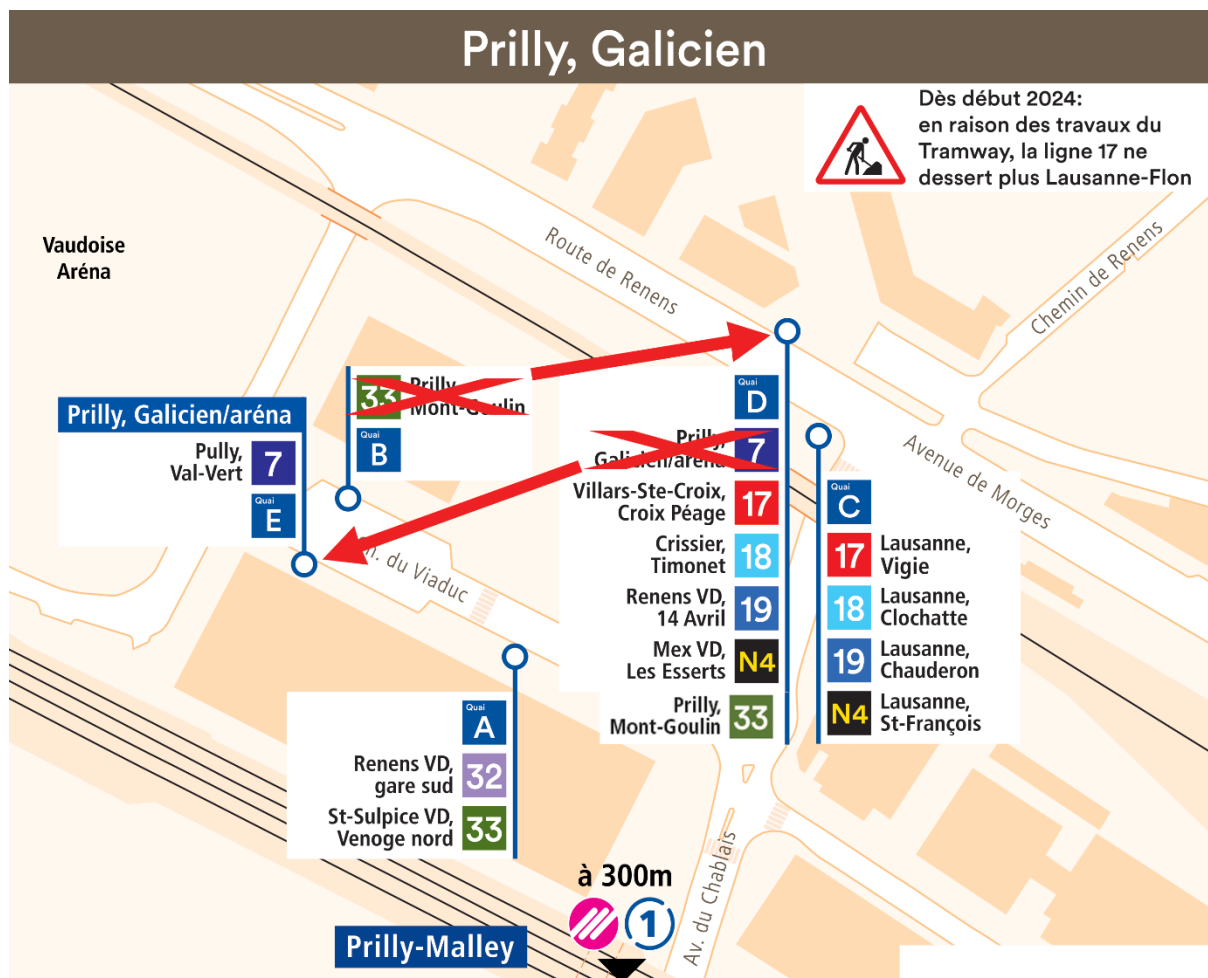 Prilly, Galicien
Dès début 2024:
en raison des travaux du
Tramway, la ligne 17 ne
dessert plus Lausanne-Flon
Vaudoise
Aréna
Route de Renens
Chemin de Renens
Avenue de Morges
33 Prilly,
Mont-Goulin
Quai
B
Prilly, Galicien/aréna
Pully,
Val-Vert 7
Quai
E
Ch. du Viaduc
Quai
D
Prilly,
Galicien/aréna 7
Villars-Ste-Croix,
Croix Péage 17
Crissier,
Timonet 18
Renens VD,
14 Avril 19
Mex VD,
Les Esserts N4
Prilly,
Mont-Goulin 33
Quai
C
17 Lausanne,
Vigie
18 Lausanne,
Clochatte
19 Lausanne,
Chauderon
N4 Lausanne,
St-François
Quai
A
Renens VD,
gare sud 32
St-Sulpice VD,
Venoge nord 33
Av. du Chablais
à 300m
1
Prilly-Malley